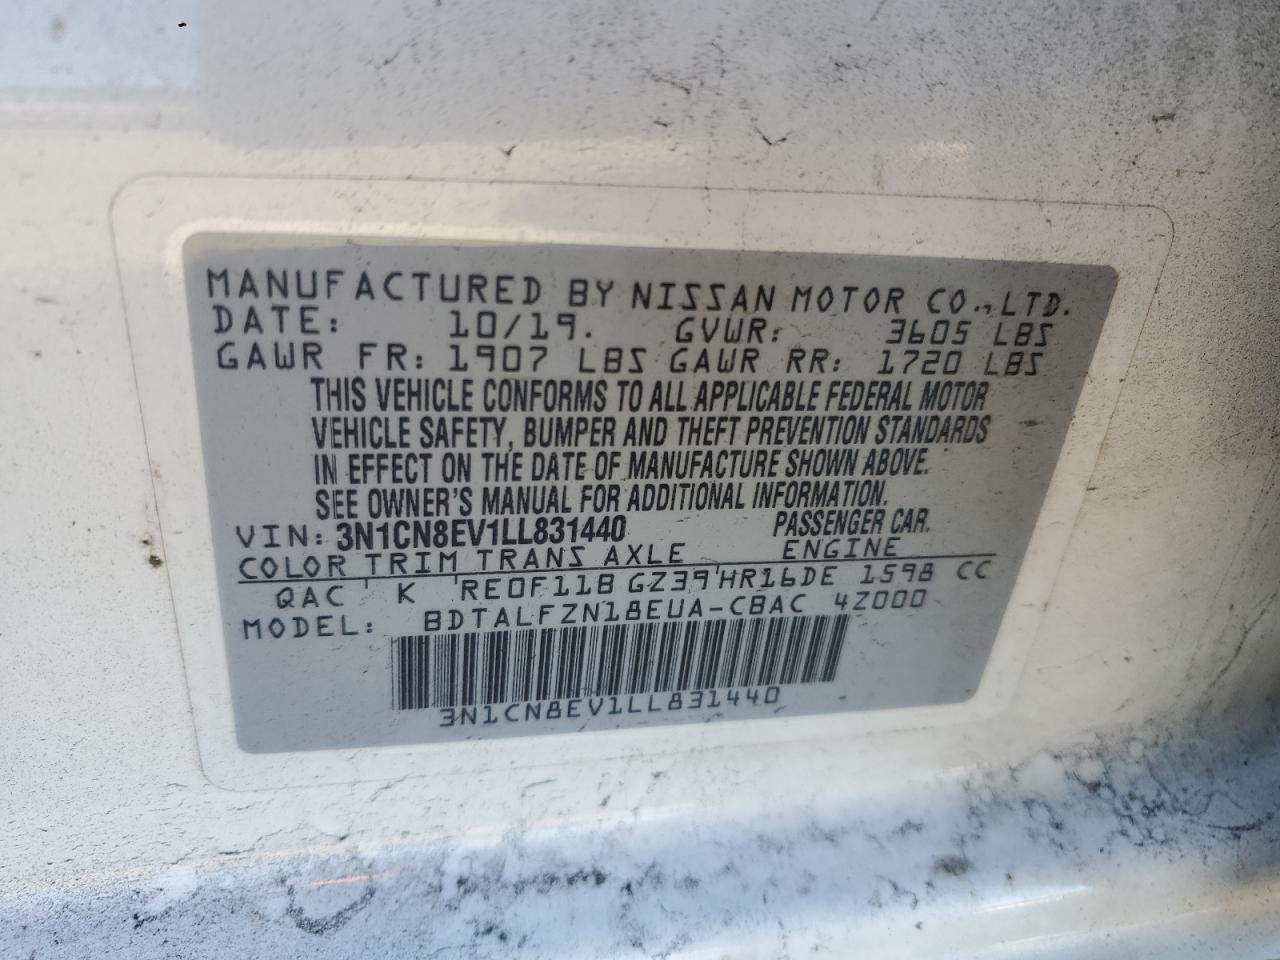 MANUFACTURED BY NISSAN MOTOR CO., LTD.
DATE: 10/19. GVWR: 3605 LBS
GAWR FR: 1907 LBS GAWR RR: 1720 LBS
THIS VEHICLE CONFORMS TO ALL APPLICABLE FEDERAL MOTOR
VEHICLE SAFETY, BUMPER AND THEFT PREVENTION STANDARDS
IN EFFECT ON THE DATE OF MANUFACTURE SHOWN ABOVE.
SEE OWNER'S MANUAL FOR ADDITIONAL INFORMATION.
VIN: 3N1CN8EV1LL831440 PASSENGER CAR.
COLOR TRIM TRANS AXLE ENGINE
QAC K RE0F11B GZ39 HR16DE 1598 CC
MODEL: BDTALFZN18EUA-CBAC 4Z000
3N1CN8EV1LL831440